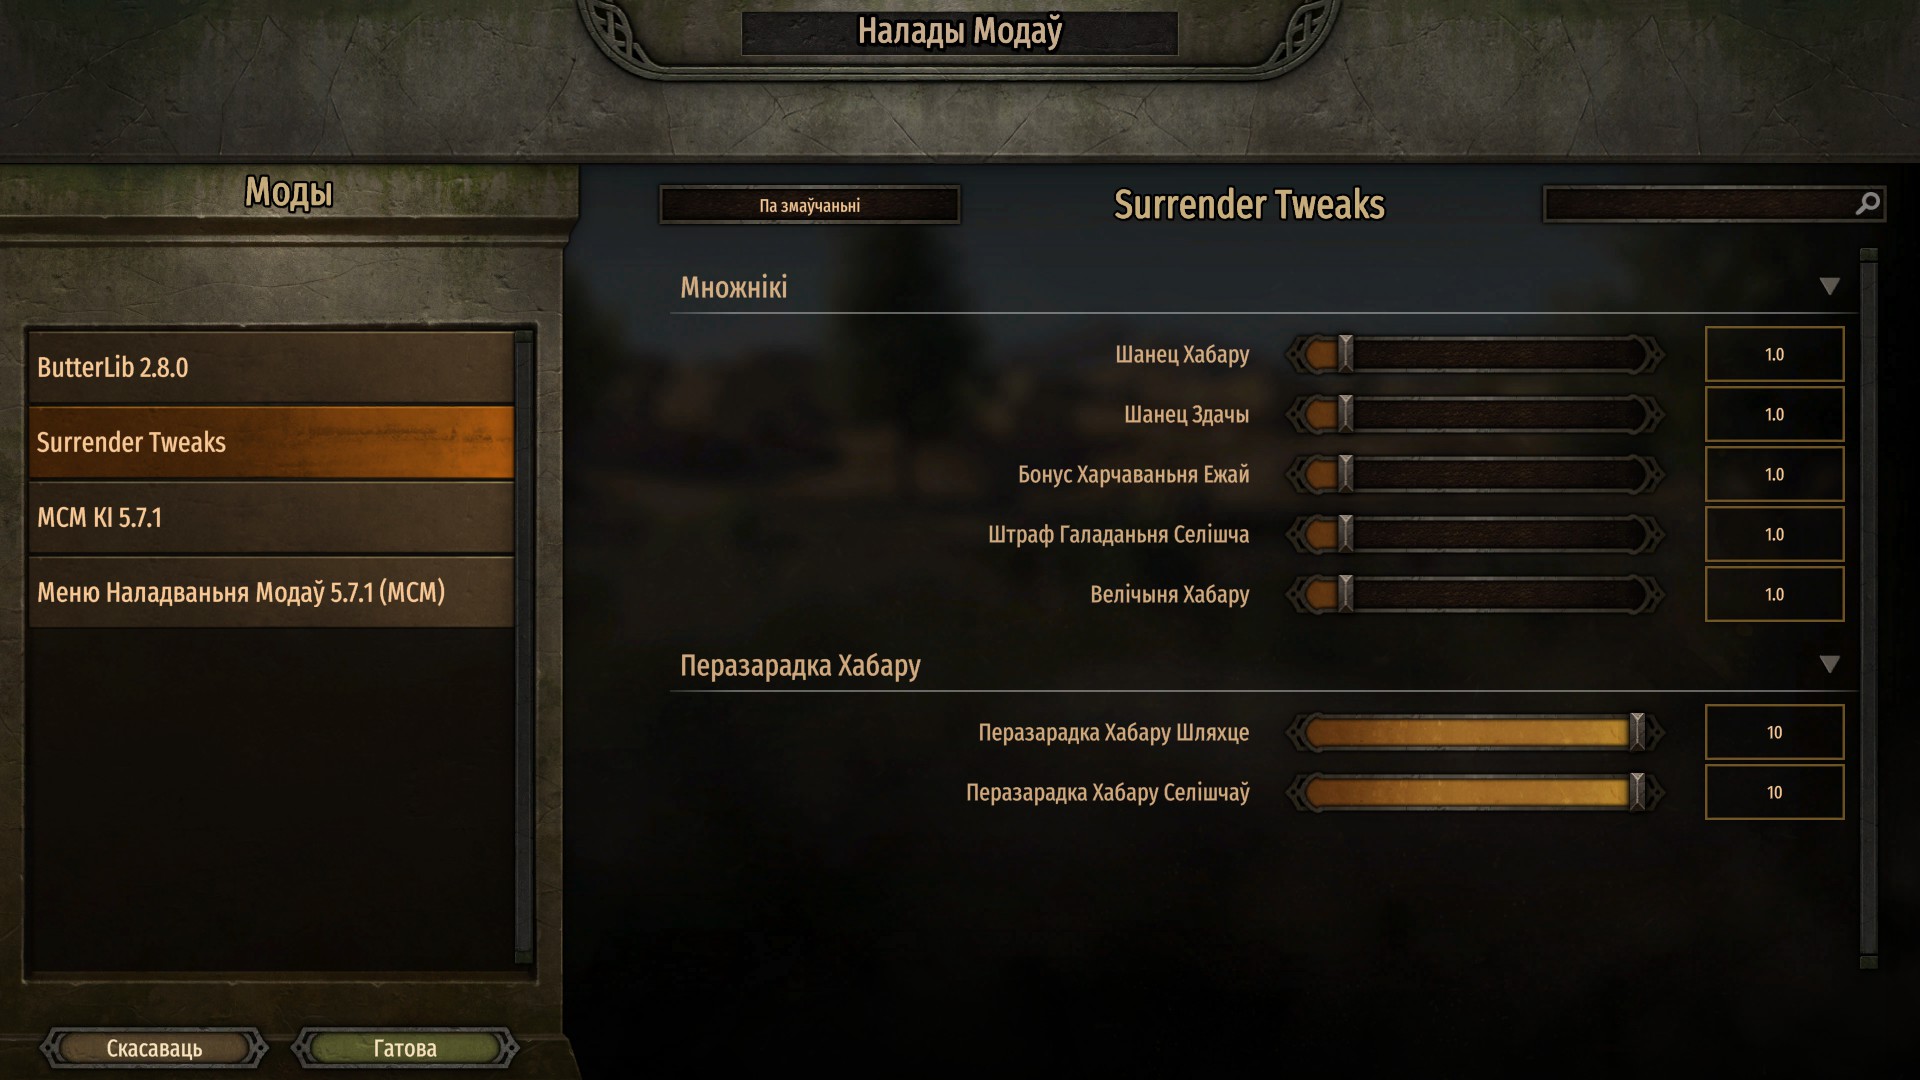 Налады Модаў
Моды
ButterLib 2.8.0
Surrender Tweaks
MCM КІ 5.7.1
Меню Наладваньня Модаў 5.7.1 (MCM)
Скасаваць
Гатова
Па змаўчаньні
Surrender Tweaks
Множнікі
Шанец Хабару 1.0
Шанец Здачы 1.0
Бонус Харчаваньня Ежай 1.0
Штраф Галаданьня Селішча 1.0
Велічыня Хабару 1.0
Перазарадка Хабару
Перазарадка Хабару Шляхце 10
Перазарадка Хабару Селішчаў 10